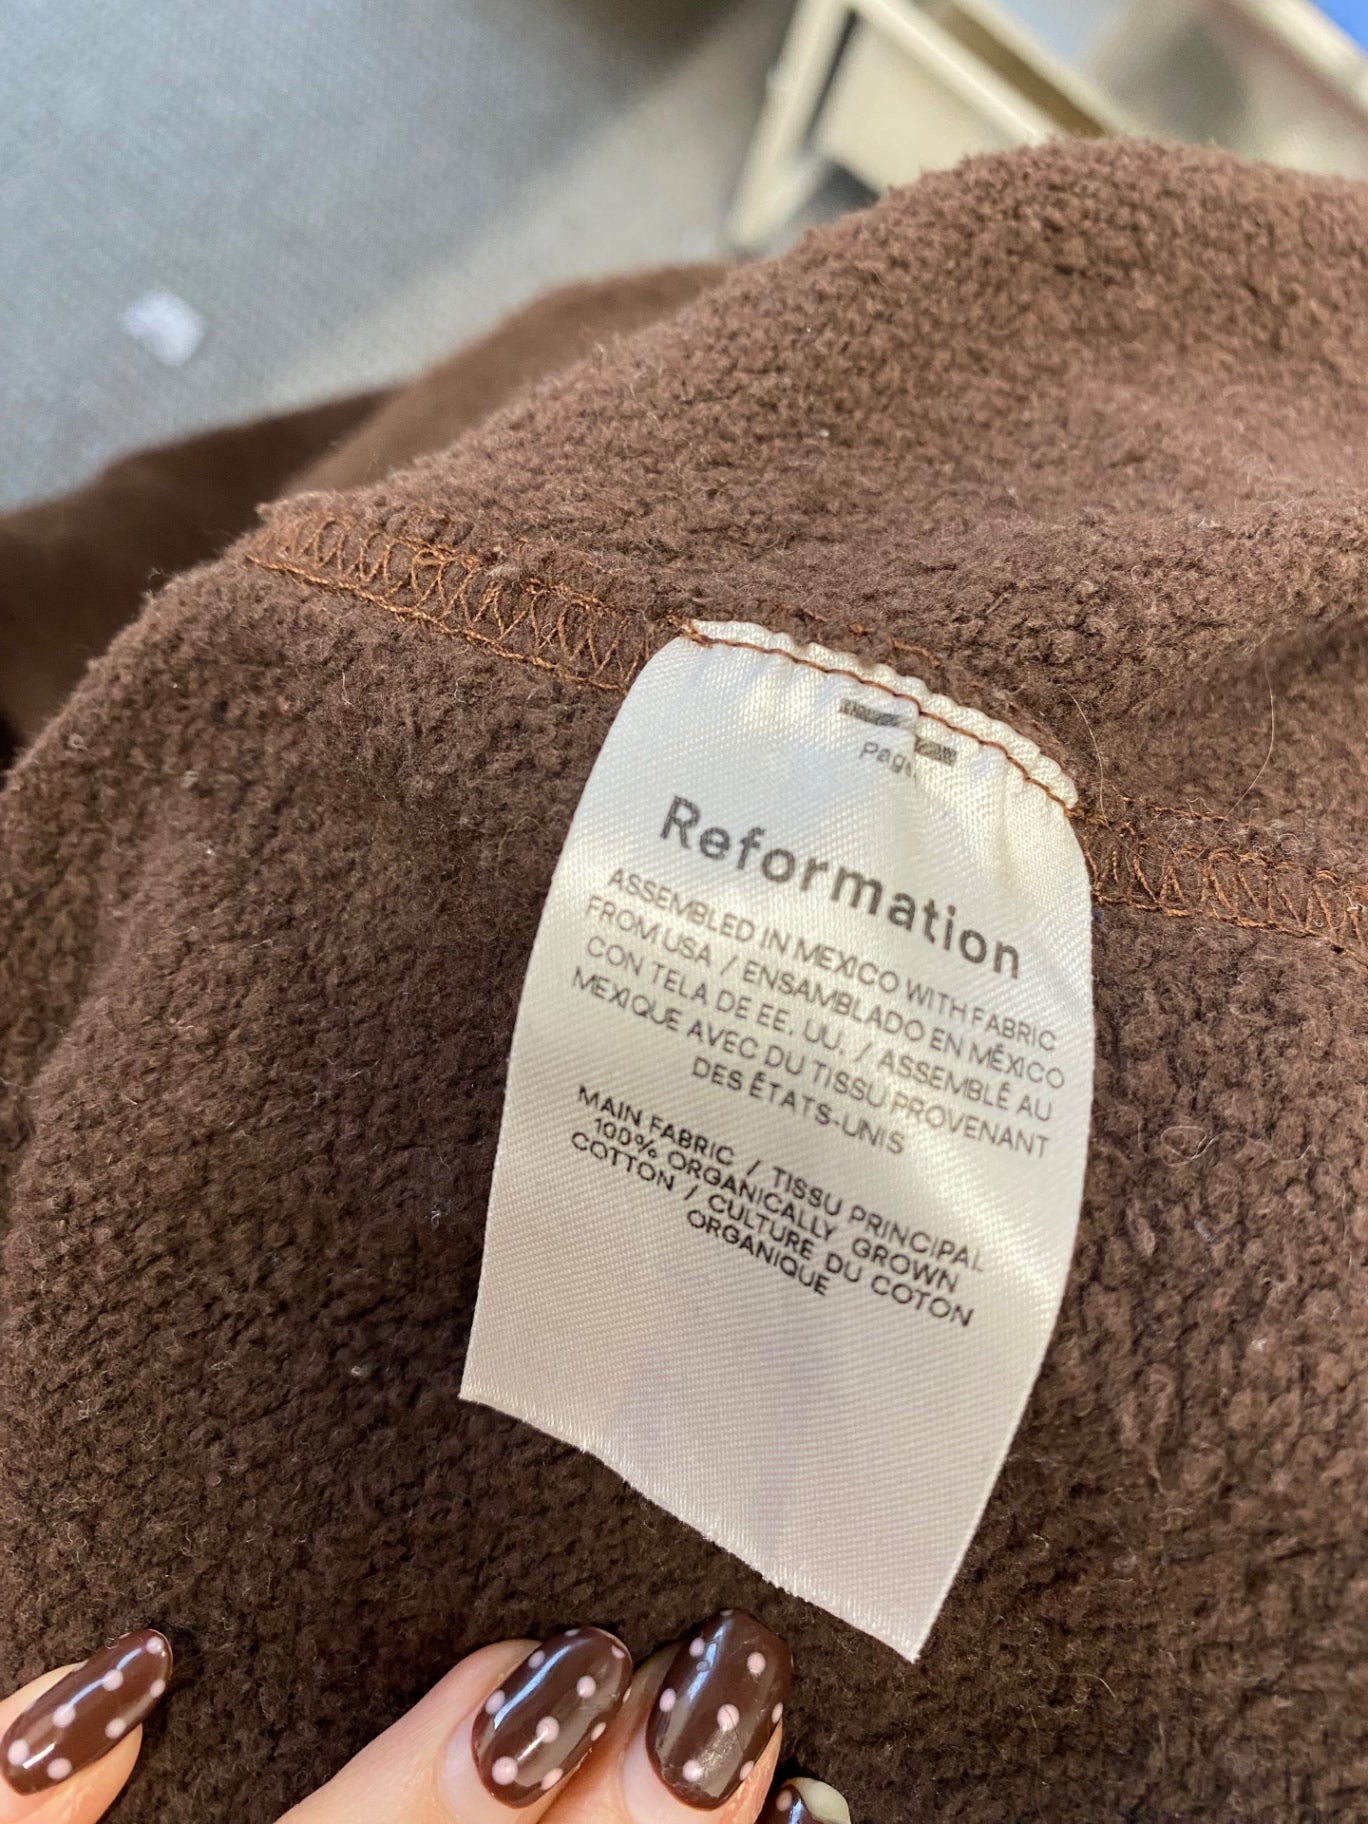 Reformation
ASSEMBLED IN MEXICO WITH FABRIC
FROM USA / ENSAMBLADO EN MÉXICO
CON TELA DE EE. UU. / ASSEMBLÉ AU
MEXIQUE AVEC DU TISSU PROVENANT
DES ÉTATS-UNIS
MAIN FABRIC / TISSU PRINCIPAL
100% ORGANICALLY GROWN
COTTON / CULTURE DU COTON
ORGANIQUE